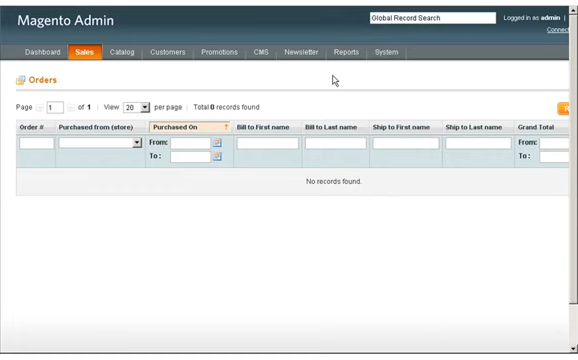 Magento Admin
Global Record Search
Logged in as admin |
Connec
Dashboard Sales Catalog Customers Promotions CMS Newsletter Reports System
Orders
Page 1 of 1 | View 20 per page | Total 0 records found
Order # Purchased from (store) Purchased On Bill to First name Bill to Last name Ship to First name Ship to Last name Grand Total
From: From:
To : To :
No records found.